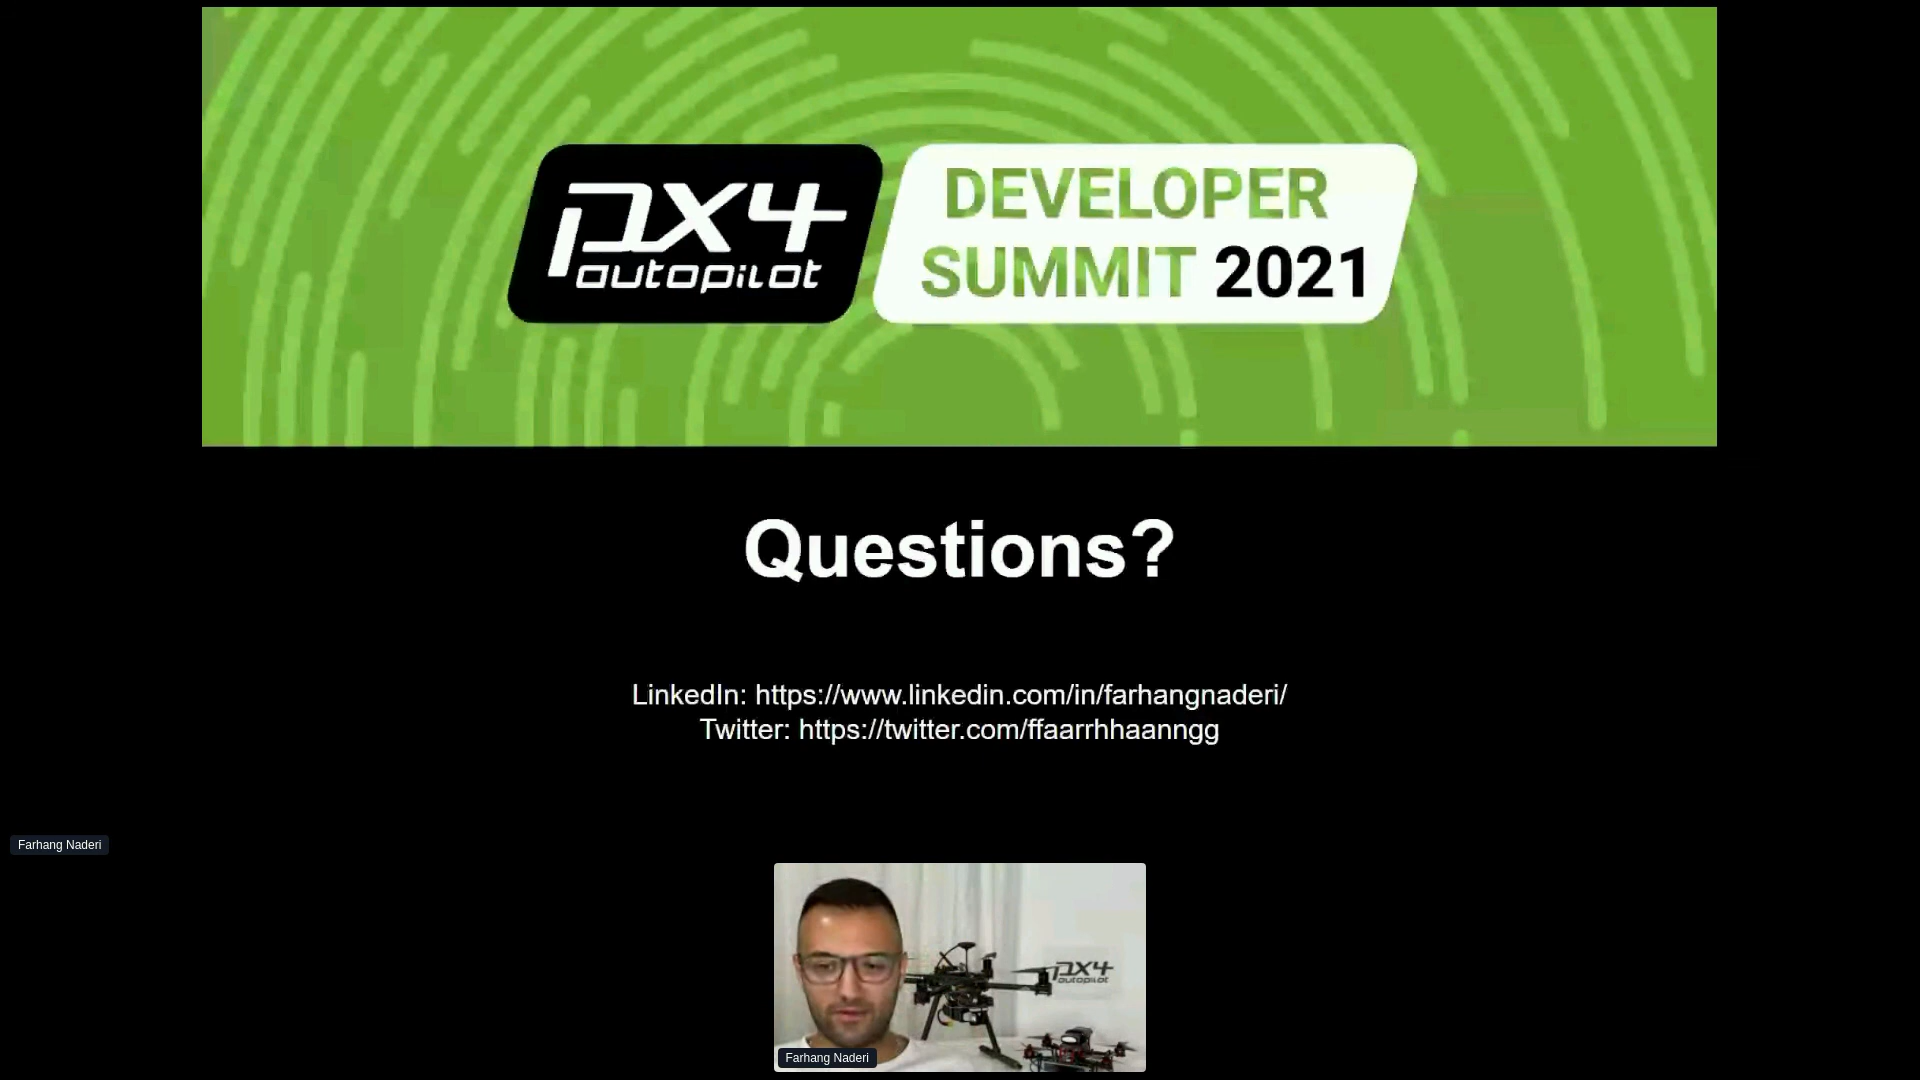 px4
autopilot
DEVELOPER
SUMMIT 2021
Questions?
LinkedIn: https://www.linkedin.com/in/farhangnaderi/
Twitter: https://twitter.com/ffaarrhhaanngg
Farhang Naderi
px4
autopilot
Farhang Naderi